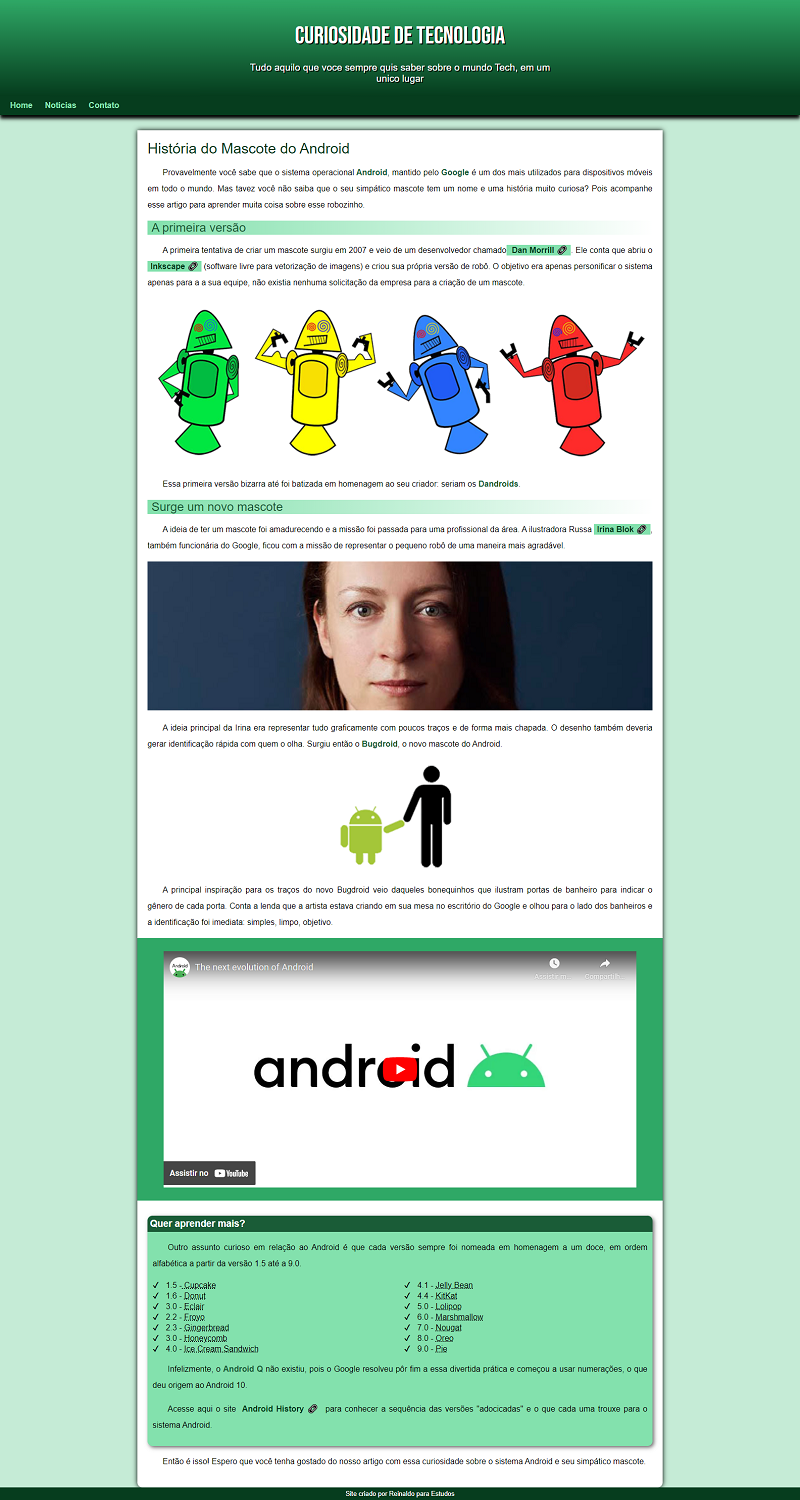 CURIOSIDADE DE TECNOLOGIA
Tudo aquilo que voce sempre quis saber sobre o mundo Tech, em um
unico lugar
Home Noticias Contato
História do Mascote do Android
Provavelmente você sabe que o sistema operacional Android, mantido pelo Google é um dos mais utilizados para dispositivos móveis
em todo o mundo. Mas tavez você não saiba que o seu simpático mascote tem um nome e uma história muito curiosa? Pois acompanhe
esse artigo para aprender muita coisa sobre esse robozinho.
A primeira versão
A primeira tentativa de criar um mascote surgiu em 2007 e veio de um desenvolvedor chamado Dan Morrill . Ele conta que abriu o
Inkscape (software livre para vetorização de imagens) e criou sua própria versão de robô. O objetivo era apenas personificar o sistema
apenas para a a sua equipe, não existia nenhuma solicitação da empresa para a criação de um mascote.
Essa primeira versão bizarra até foi batizada em homenagem ao seu criador: seriam os Dandroids.
Surge um novo mascote
A ideia de ter um mascote foi amadurecendo e a missão foi passada para uma profissional da área. A ilustradora Russa Irina Blok ,
também funcionária do Google, ficou com a missão de representar o pequeno robô de uma maneira mais agradável.
A ideia principal da Irina era representar tudo graficamente com poucos traços e de forma mais chapada. O desenho também deveria
gerar identificação rápida com quem o olha. Surgiu então o Bugdroid, o novo mascote do Android.
A principal inspiração para os traços do novo Bugdroid veio daqueles bonequinhos que ilustram portas de banheiro para indicar o
gênero de cada porta. Conta a lenda que a artista estava criando em sua mesa no escritório do Google e olhou para o lado dos banheiros e
a identificação foi imediata: simples, limpo, objetivo.
The next evolution of Android
Compartilh...
android
Assistir no YouTube
Quer aprender mais?
Outro assunto curioso em relação ao Android é que cada versão sempre foi nomeada em homenagem a um doce, em ordem
alfabética a partir da versão 1.5 até a 9.0.
✓ 1.5 - Cupcake
✓ 1.6 - Donut
✓ 3.0 - Eclair
✓ 2.2 - Froyo
✓ 2.3 - Gingerbread
✓ 3.0 - Honeycomb
✓ 4.0 - Ice Cream Sandwich
✓ 4.1 - Jelly Bean
✓ 4.4 - KitKat
✓ 5.0 - Lolipop
✓ 6.0 - Marshmallow
✓ 7.0 - Nougat
✓ 8.0 - Oreo
✓ 9.0 - Pie
Infelizmente, o Android Q não existiu, pois o Google resolveu pôr fim a essa divertida prática e começou a usar numerações, o que
deu origem ao Android 10.
Acesse aqui o site Android History para conhecer a sequência das versões "adocicadas" e o que cada uma trouxe para o
sistema Android.
Então é isso! Espero que você tenha gostado do nosso artigo com essa curiosidade sobre o sistema Android e seu simpático mascote.
Site criado por Reinaldo para Estudos